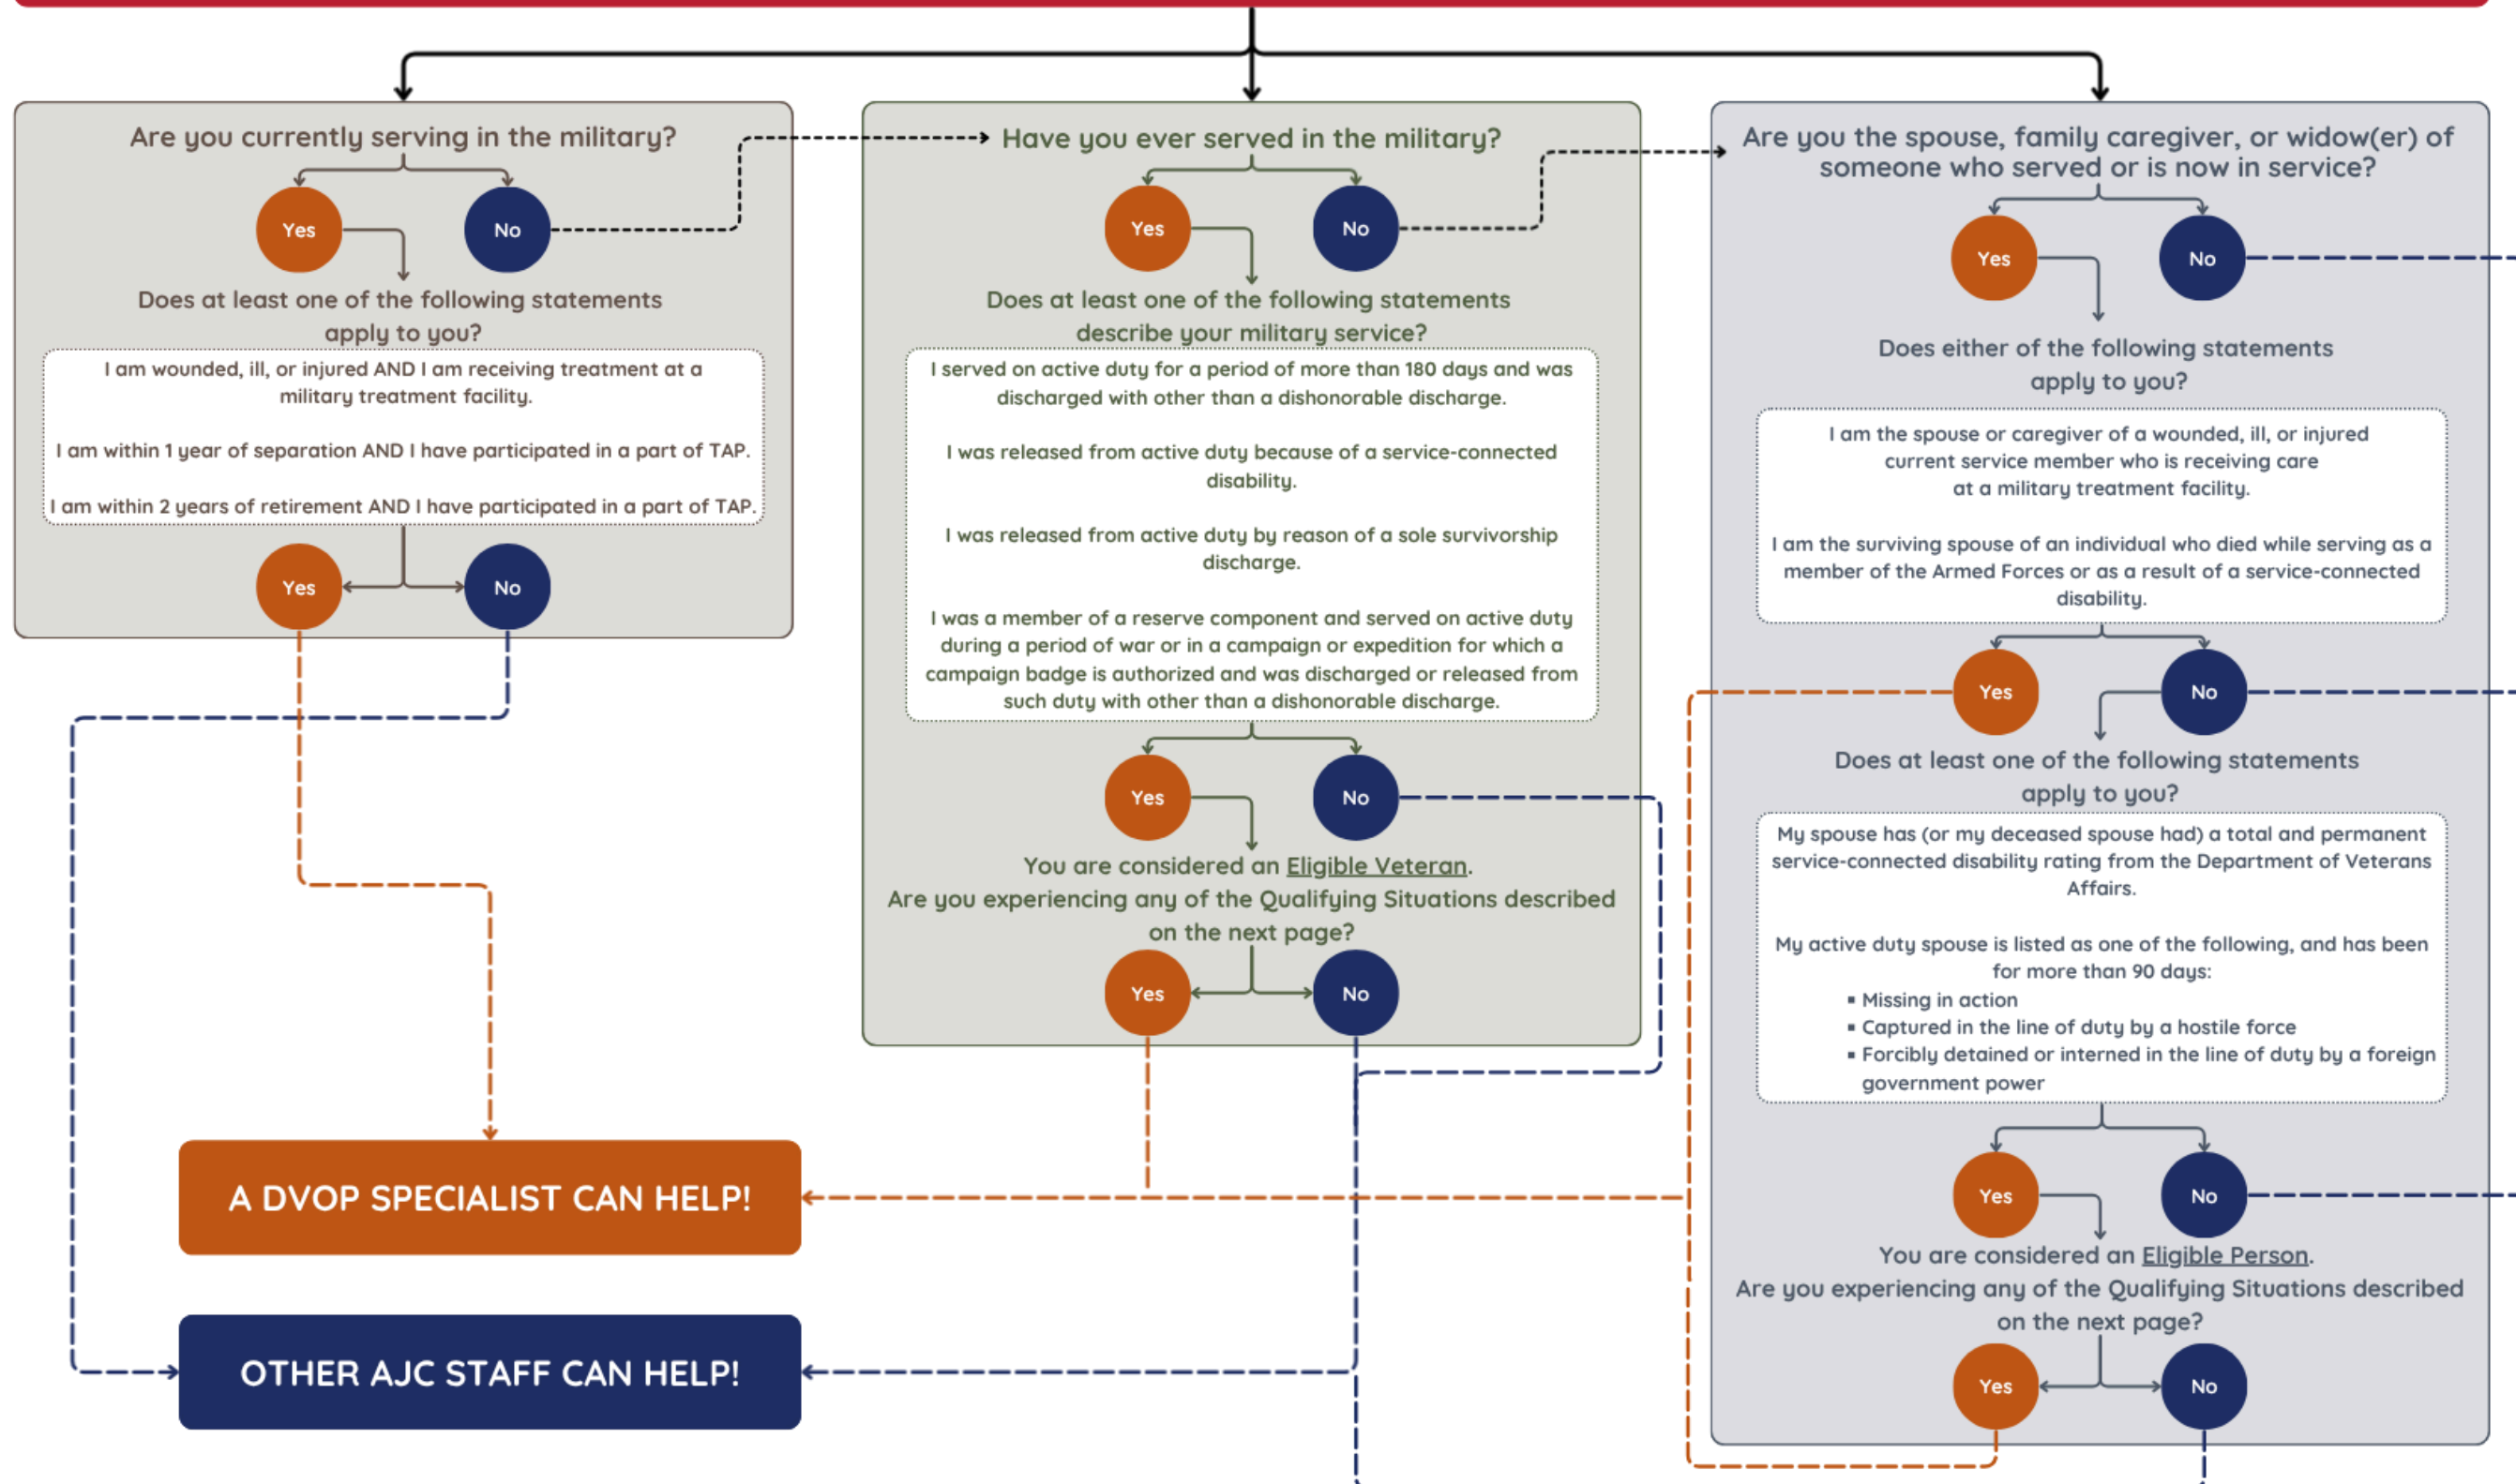 Are you currently serving in the military?
Yes
No
Does at least one of the following statements
apply to you?
I am wounded, ill, or injured AND I am receiving treatment at a
military treatment facility.
I am within 1 year of separation AND I have participated in a part of TAP.
I am within 2 years of retirement AND I have participated in a part of TAP.
Yes
No
Have you ever served in the military?
Yes
No
Does at least one of the following statements
describe your military service?
I served on active duty for a period of more than 180 days and was
discharged with other than a dishonorable discharge.
I was released from active duty because of a service-connected
disability.
I was released from active duty by reason of a sole survivorship
discharge.
I was a member of a reserve component and served on active duty
during a period of war or in a campaign or expedition for which a
campaign badge is authorized and was discharged or released from
such duty with other than a dishonorable discharge.
Yes
No
You are considered an Eligible Veteran.
Are you experiencing any of the Qualifying Situations described
on the next page?
Yes
No
Are you the spouse, family caregiver, or widow(er) of
someone who served or is now in service?
Yes
No
Does either of the following statements
apply to you?
I am the spouse or caregiver of a wounded, ill, or injured
current service member who is receiving care
at a military treatment facility.
I am the surviving spouse of an individual who died while serving as a
member of the Armed Forces or as a result of a service-connected
disability.
Yes
No
Does at least one of the following statements
apply to you?
My spouse has (or my deceased spouse had) a total and permanent
service-connected disability rating from the Department of Veterans
Affairs.
My active duty spouse is listed as one of the following, and has been
for more than 90 days:
▪ Missing in action
▪ Captured in the line of duty by a hostile force
▪ Forcibly detained or interned in the line of duty by a foreign
government power
Yes
No
You are considered an Eligible Person.
Are you experiencing any of the Qualifying Situations described
on the next page?
Yes
No
A DVOP SPECIALIST CAN HELP!
OTHER AJC STAFF CAN HELP!